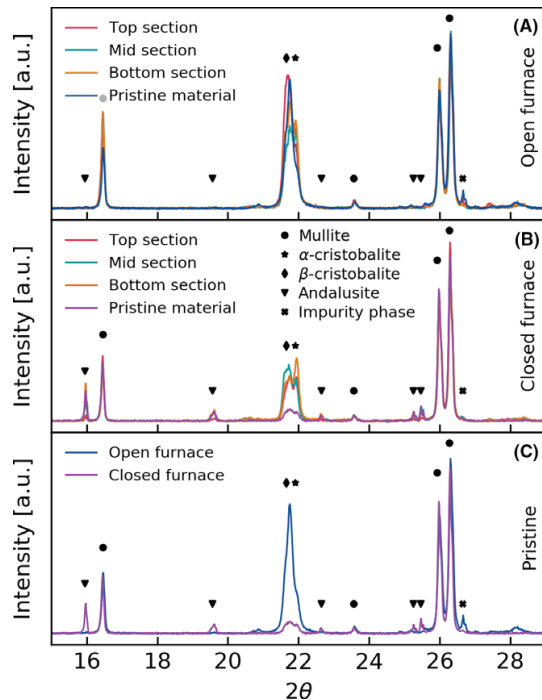 (A)
Top section
Mid section
Bottom section
Pristine material
β α
Intensity [a.u.]
Open furnace
(B)
Top section
Mid section
Bottom section
Pristine material
Mullite
α-cristobalite
β-cristobalite
Andalusite
Impurity phase
β α
Intensity [a.u.]
Closed furnace
(C)
Open furnace
Closed furnace
β α
Intensity [a.u.]
Pristine
16 18 20 22 24 26 28
2θ